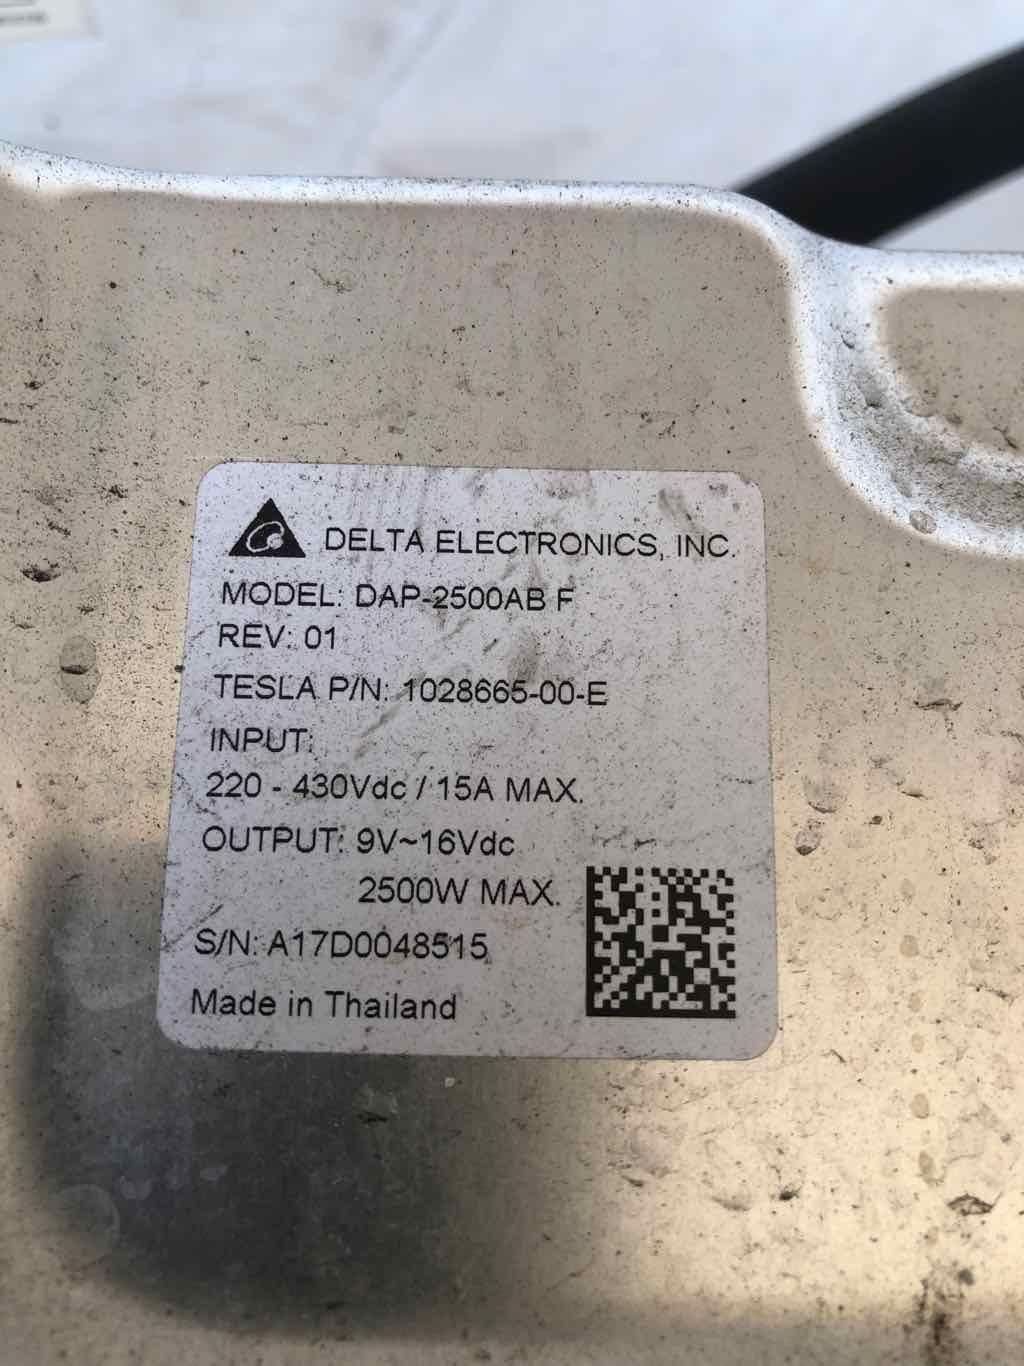 DELTA ELECTRONICS, INC.
MODEL: DAP-2500AB F
REV: 01
TESLA P/N: 1028665-00-E
INPUT:
220 - 430Vdc / 15A MAX.
OUTPUT: 9V~16Vdc
2500W MAX.
S/N: A17D0048515
Made in Thailand